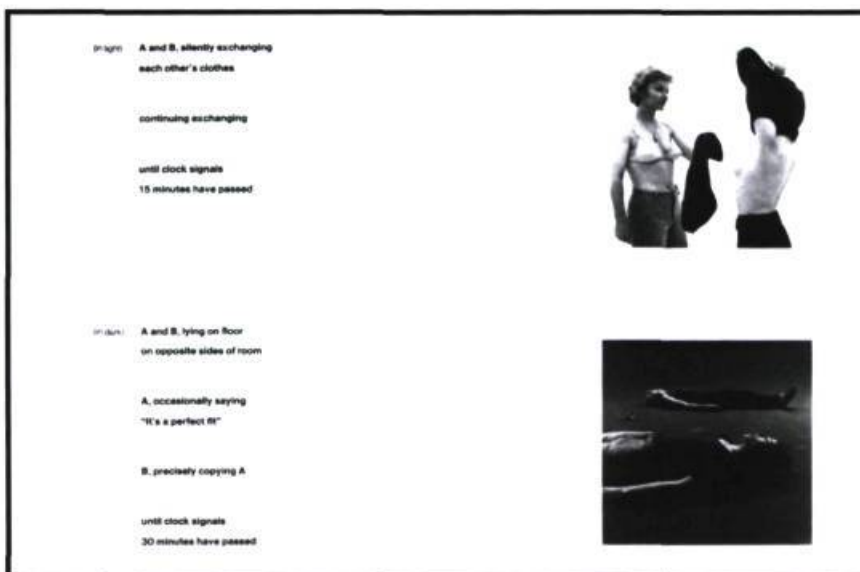 (in light) A and B, silently exchanging
each other's clothes
continuing exchanging
until clock signals
15 minutes have passed
(in dark) A and B, lying on floor
on opposite sides of room
A, occasionally saying
"It's a perfect fit"
B, precisely copying A
until clock signals
30 minutes have passed